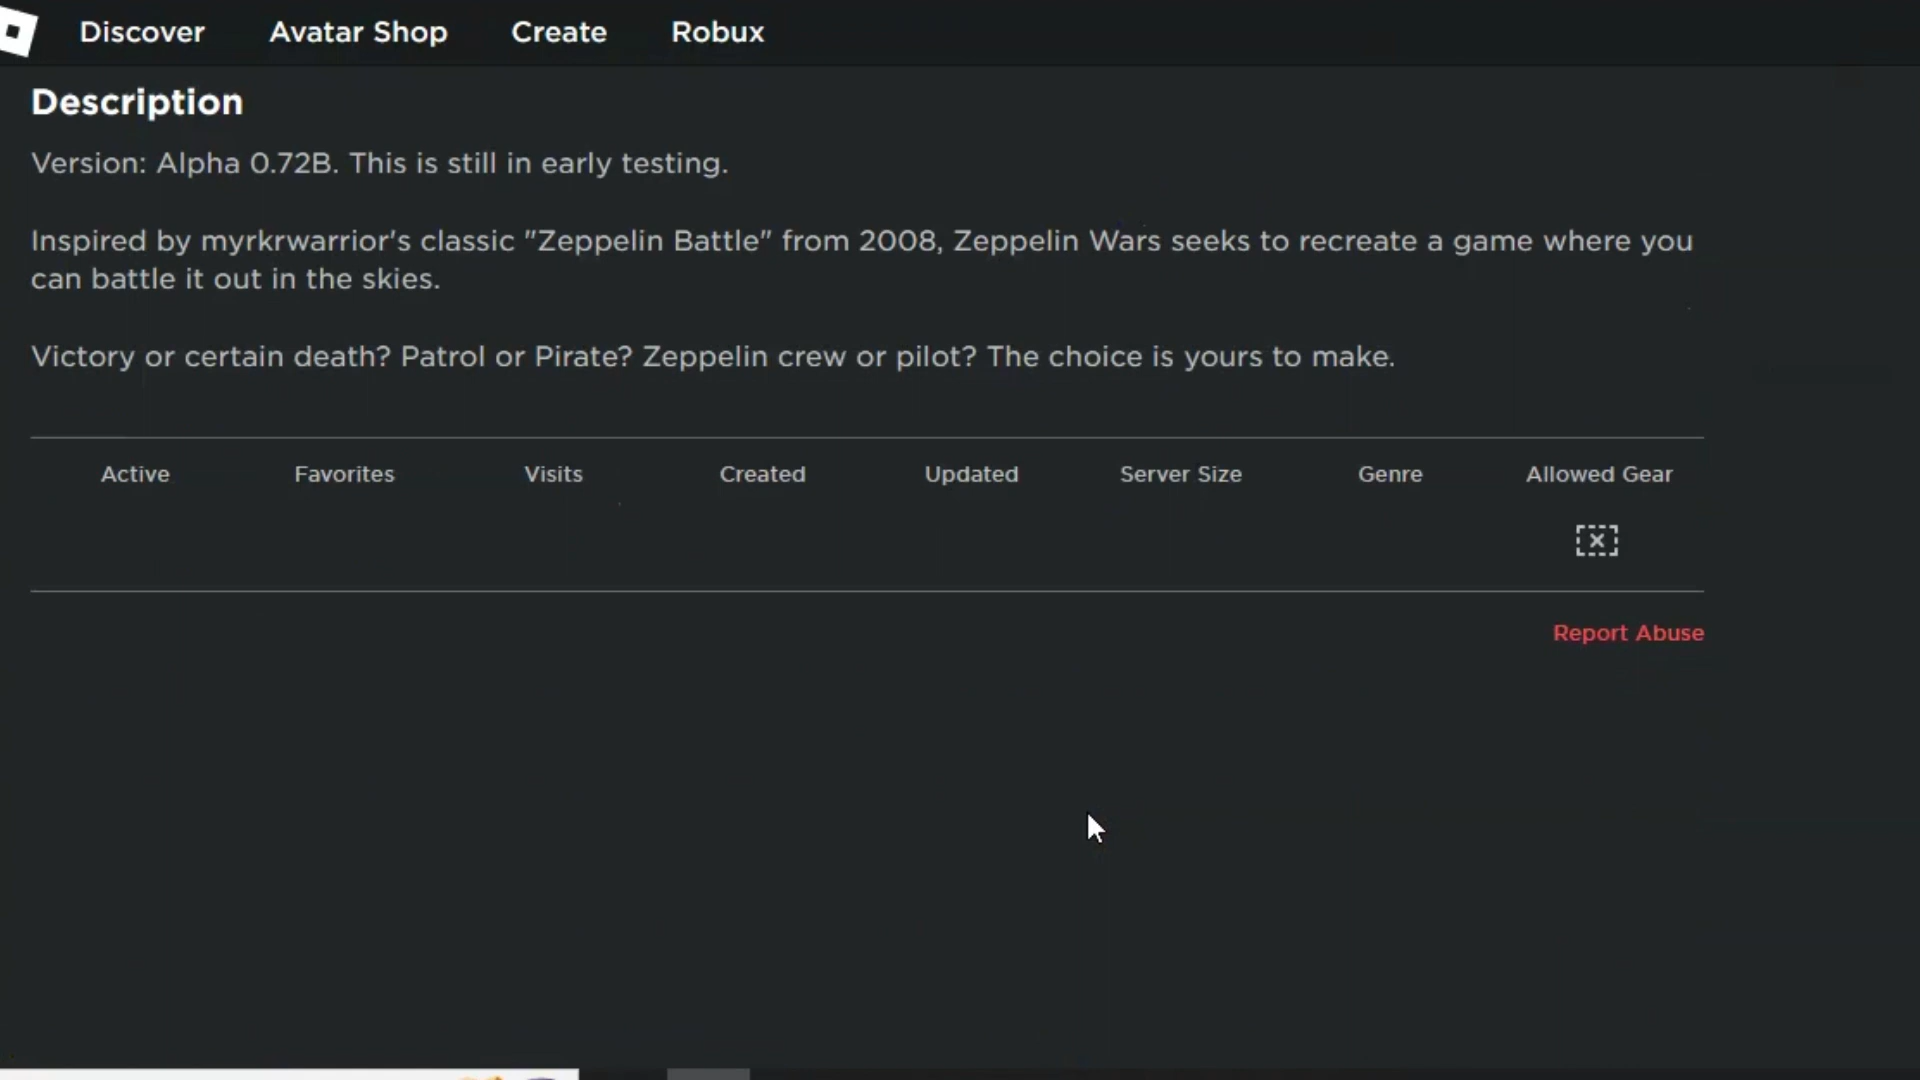 Discover Avatar Shop Create Robux
Description
Version: Alpha 0.72B. This is still in early testing.
Inspired by myrkrwarrior's classic "Zeppelin Battle" from 2008, Zeppelin Wars seeks to recreate a game where you
can battle it out in the skies.
Victory or certain death? Patrol or Pirate? Zeppelin crew or pilot? The choice is yours to make.
Active Favorites Visits Created Updated Server Size Genre Allowed Gear
Report Abuse